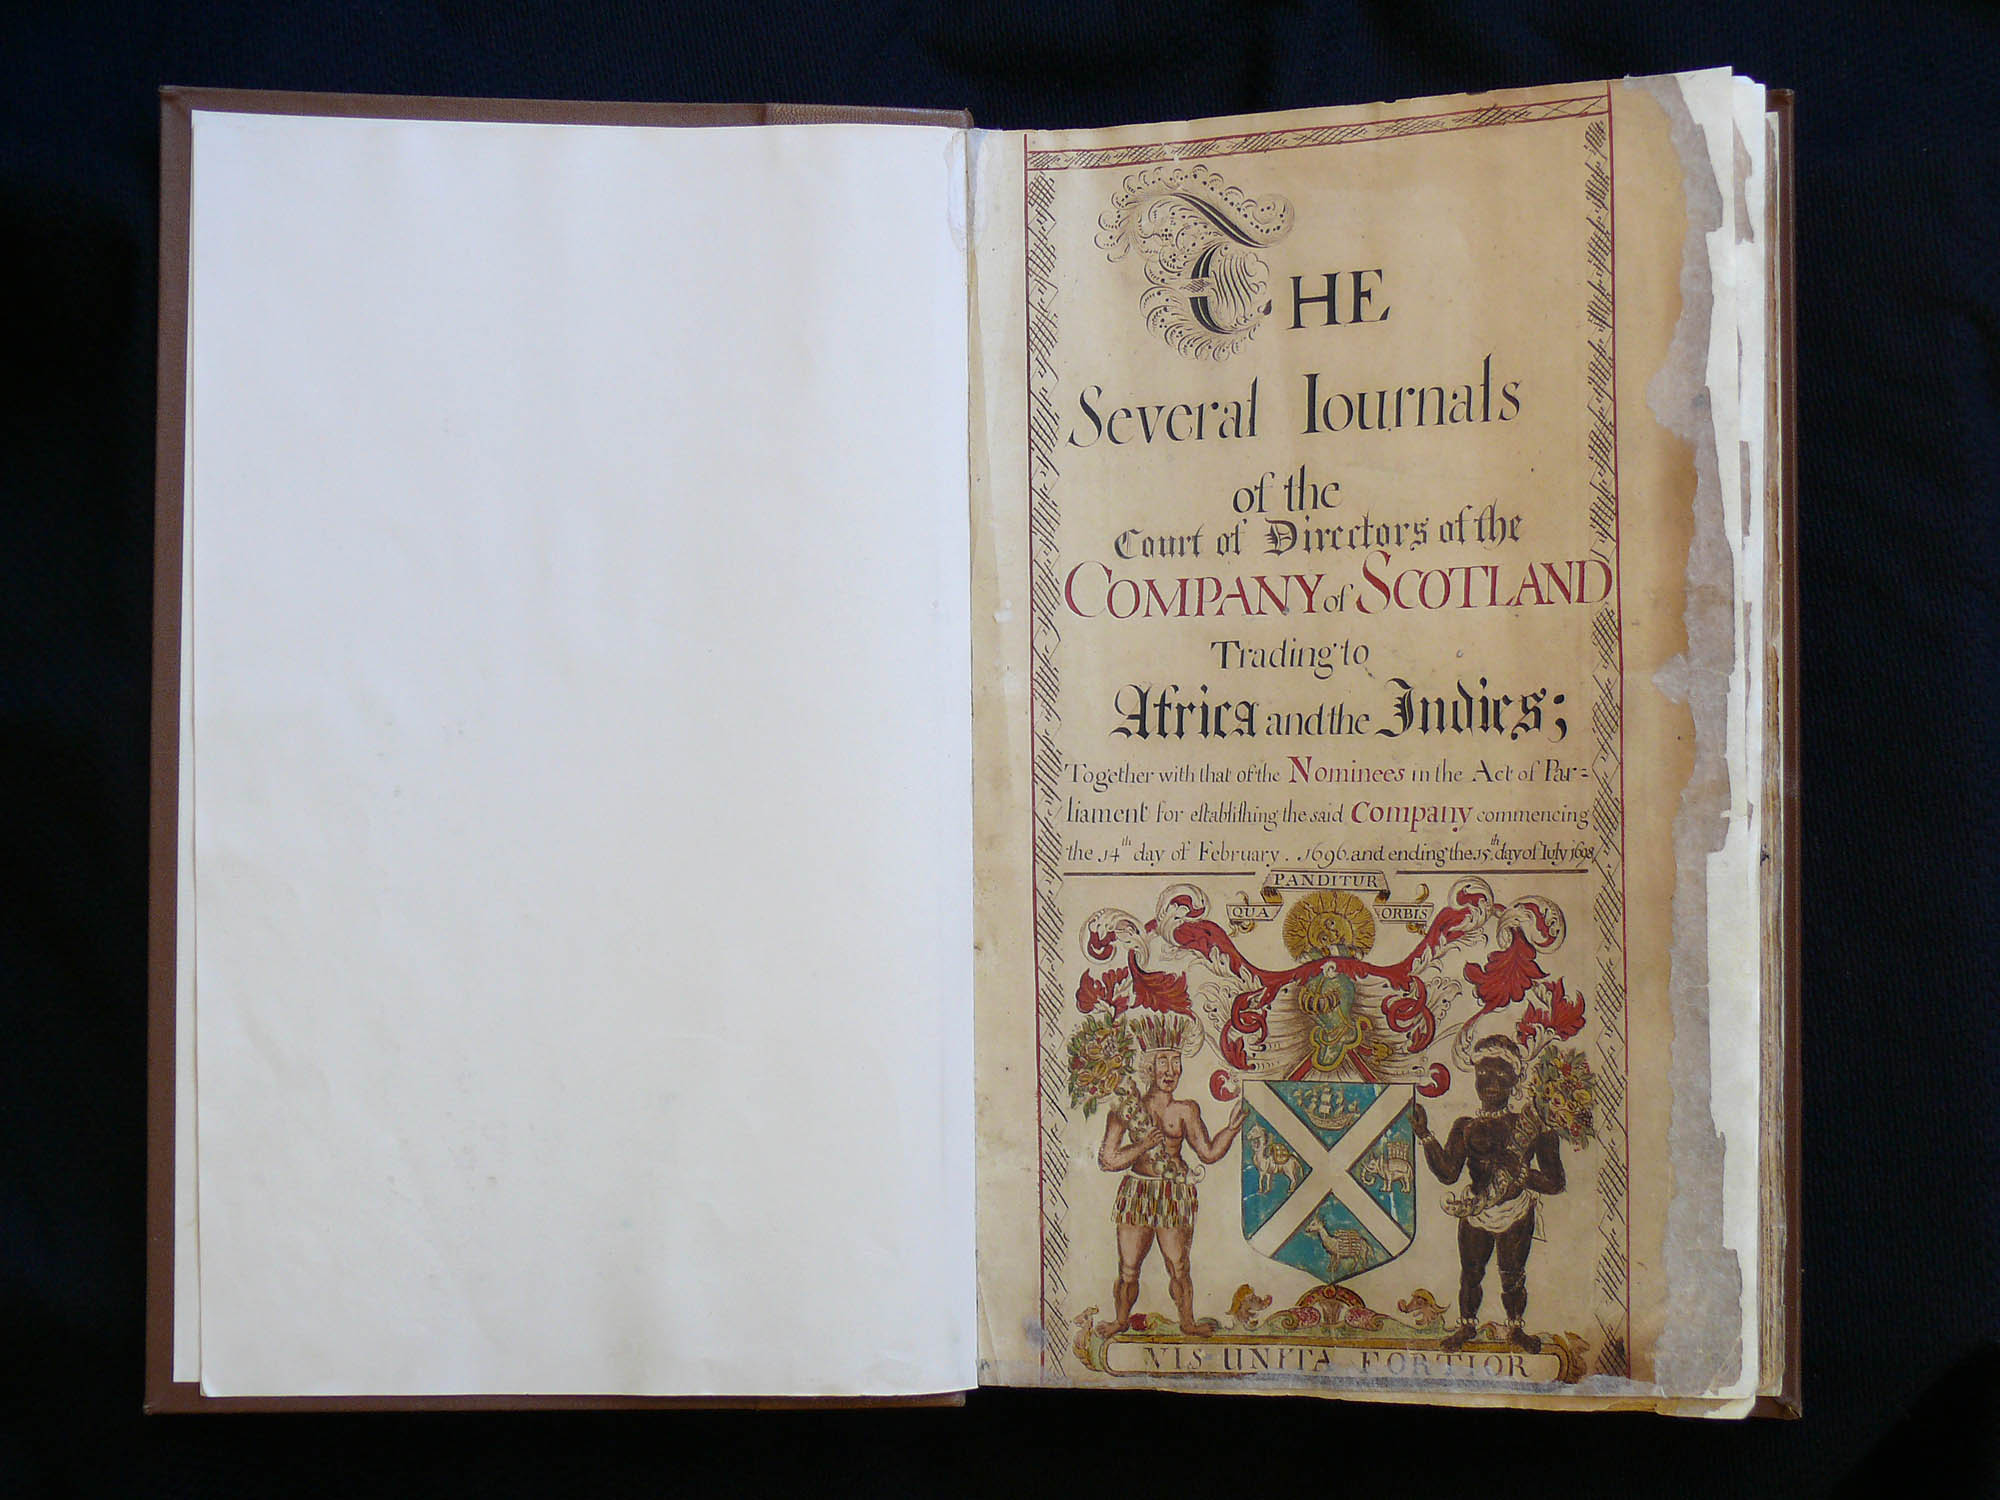 THE
Several Iournals
of the
Court of Directors of the
COMPANY of SCOTLAND
Trading to
Africa and the Indies;
Together with that of the Nominees in the Act of Par=
liament for establishing the said Company commencing
the 14th day of February. 1696. and ending the 15th day of Iuly 1698
QUA PANDITUR ORBIS
VIS UNITA FORTIOR